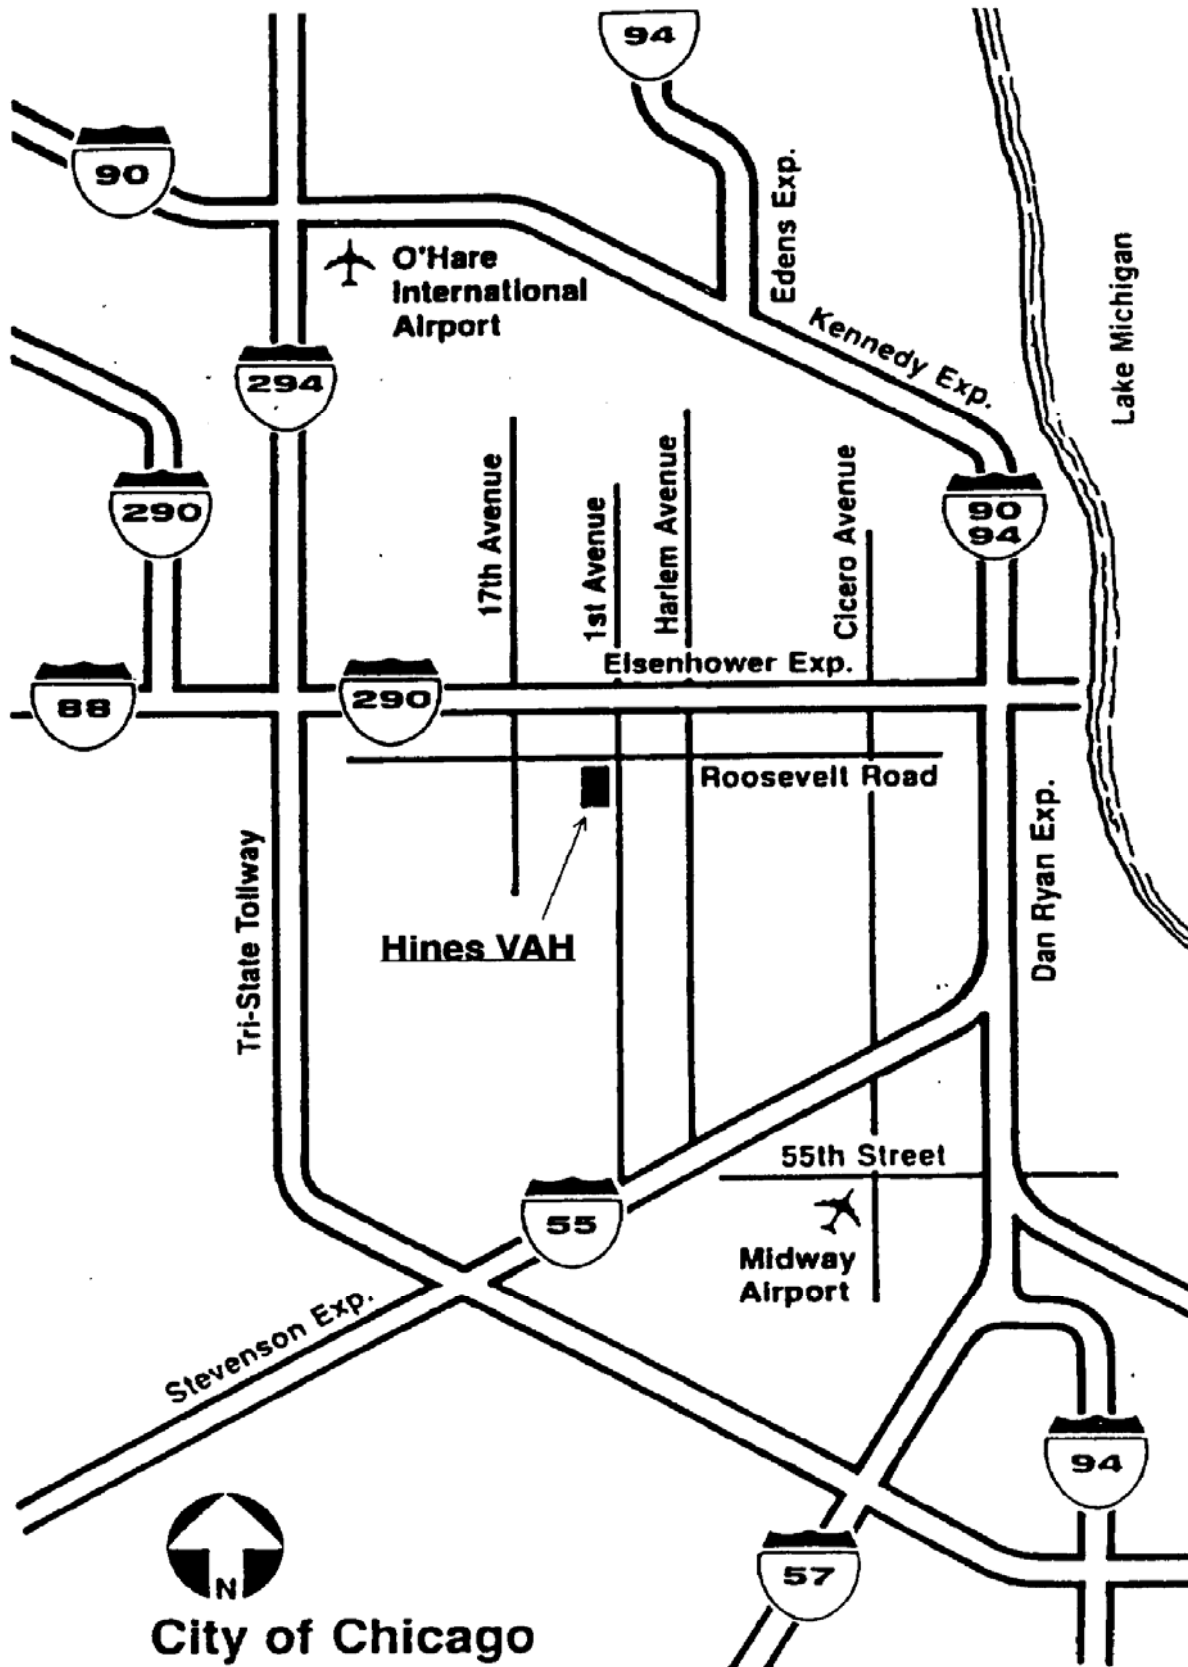 94
90
Edens Exp.
O'Hare
International
Airport
Lake Michigan
Kennedy Exp.
294
290
17th Avenue
1st Avenue
Harlem Avenue
Cicero Avenue
90
94
Eisenhower Exp.
88
290
Roosevelt Road
Tri-State Tollway
Hines VAH
Dan Ryan Exp.
55th Street
55
Midway
Airport
Stevenson Exp.
94
57
N
City of Chicago